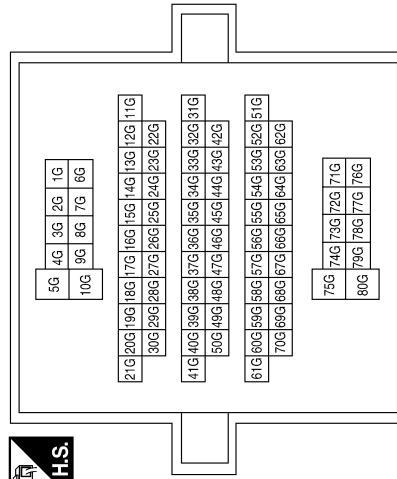 H.S.
5G 4G 3G 2G 1G
10G 9G 8G 7G 6G
21G 20G 19G 18G 17G 16G 15G 14G 13G 12G 11G
30G 29G 28G 27G 26G 25G 24G 23G 22G
41G 40G 39G 38G 37G 36G 35G 34G 33G 32G 31G
50G 49G 48G 47G 46G 45G 44G 43G 42G
61G 60G 59G 58G 57G 56G 55G 54G 53G 52G 51G
70G 69G 68G 67G 66G 65G 64G 63G 62G
75G 74G 73G 72G 71G
80G 79G 78G 77G 76G